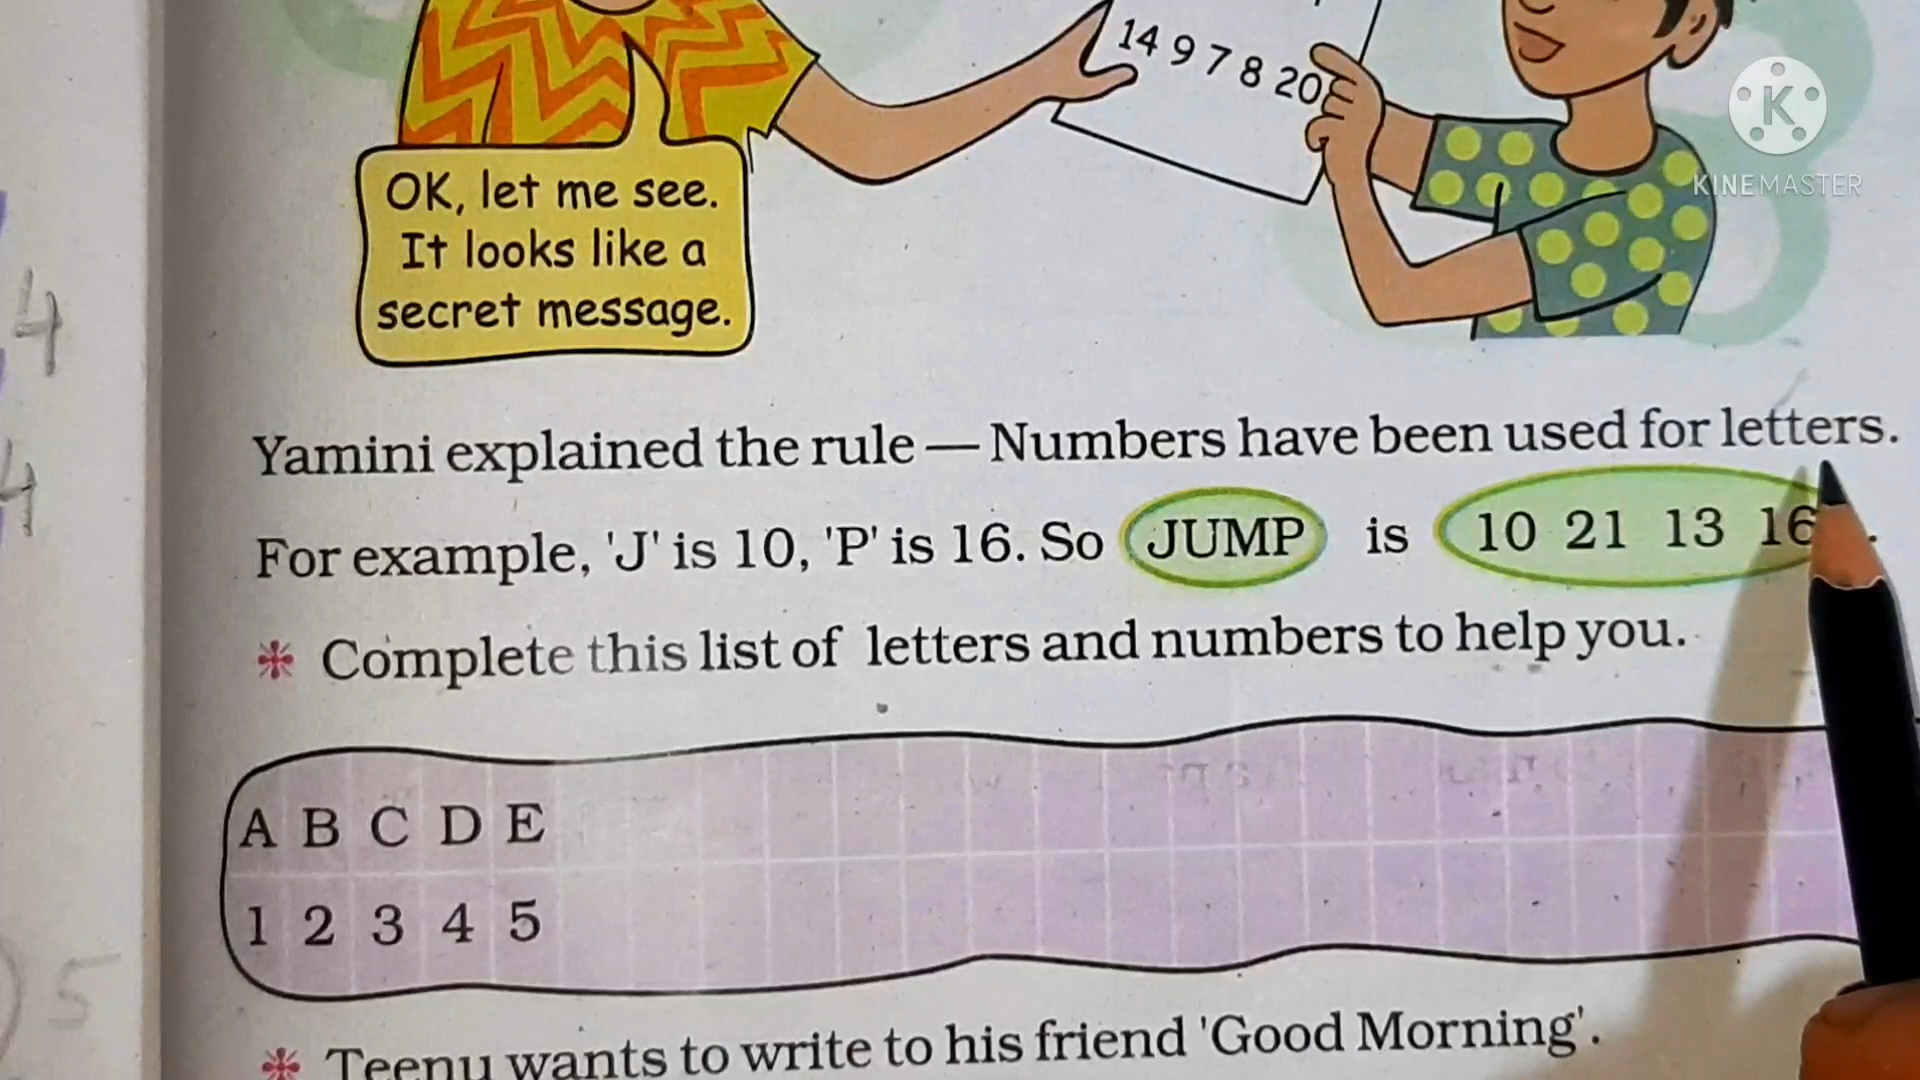 14 9 7 8 20
K
KINEMASTER
OK, let me see.
It looks like a
secret message.
4
4
Yamini explained the rule — Numbers have been used for letters.
For example, 'J' is 10, 'P' is 16. So JUMP is 10 21 13 16 .
Complete this list of letters and numbers to help you.
A B C D E
1 2 3 4 5
5
Teenu wants to write to his friend 'Good Morning'.